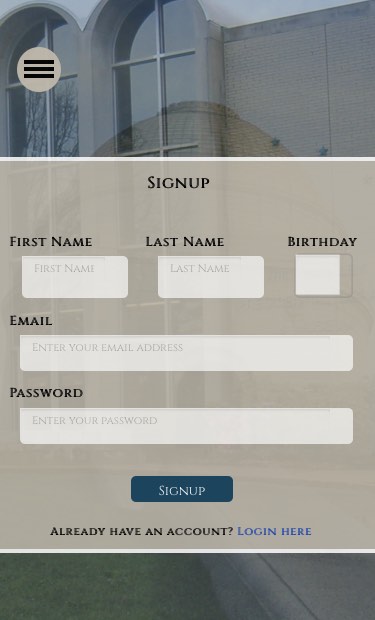 Signup
First Name Last Name Birthday
First Name Last Name
Email
Enter your email address
Password
Enter your password
Signup
Already have an account? Login here